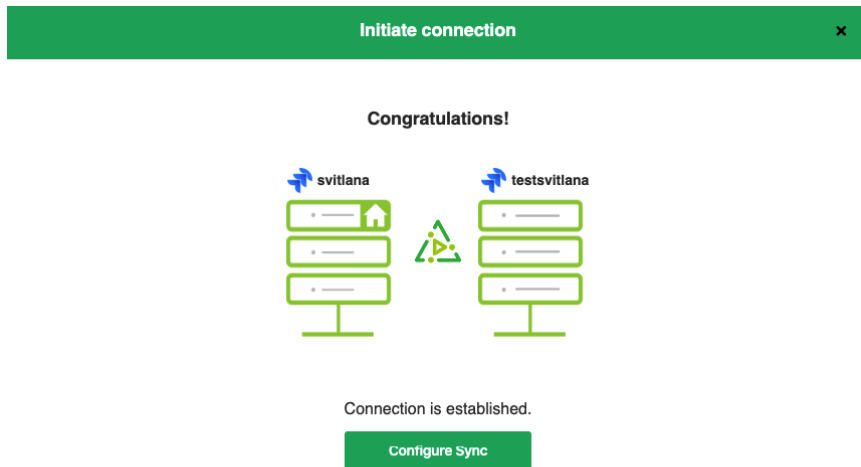 Initiate connection
Congratulations!
svitlana
testsvitlana
Connection is established.
Configure Sync